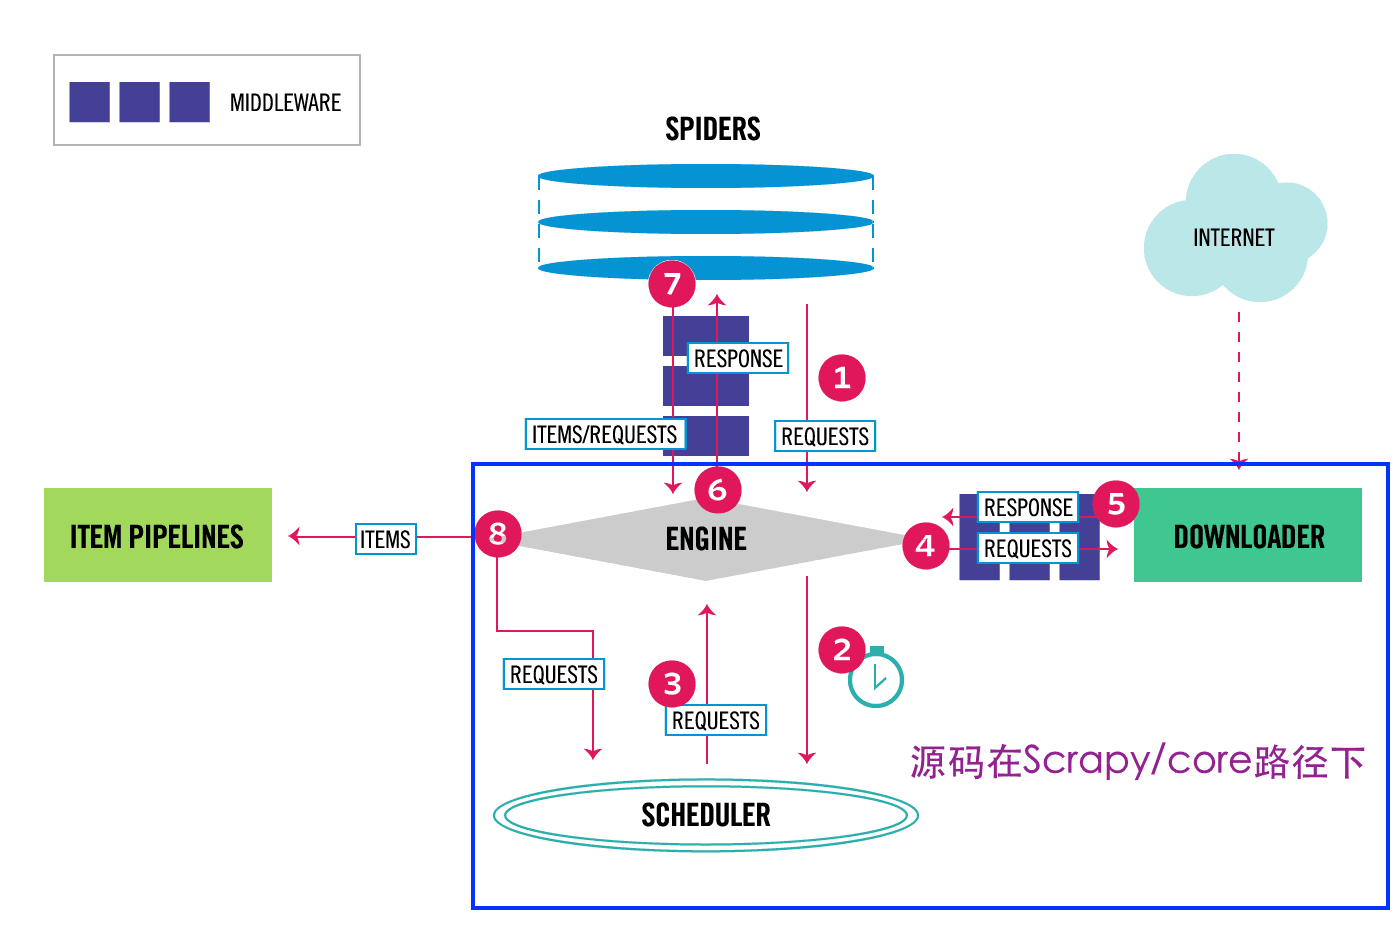 MIDDLEWARE
SPIDERS
INTERNET
7
RESPONSE
1
ITEMS/REQUESTS
REQUESTS
6
5
RESPONSE
ITEM PIPELINES
ITEMS
8
ENGINE
4
REQUESTS
DOWNLOADER
2
REQUESTS
3
REQUESTS
源码在Scrapy/core路径下
SCHEDULER